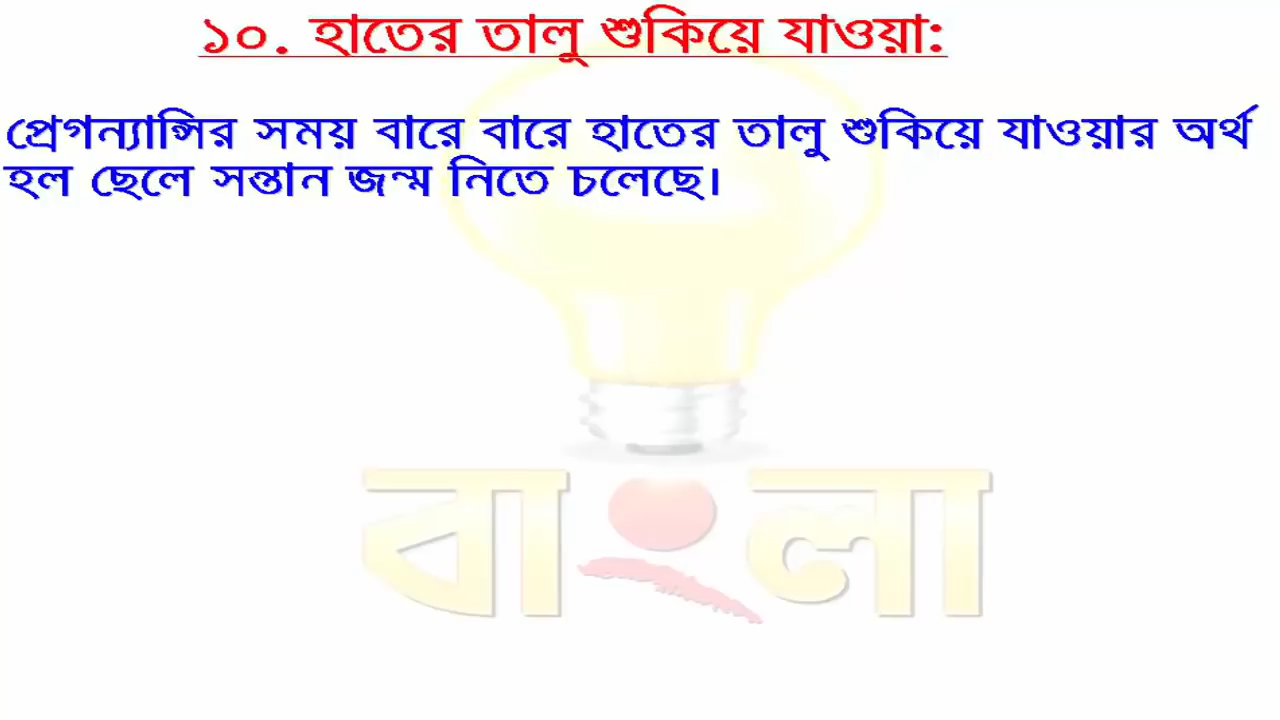 ১০. হাতের তালু শুকিয়ে যাওয়া:
প্রেগন্যান্সির সময় বারে বারে হাতের তালু শুকিয়ে যাওয়ার অর্থ
হল ছেলে সন্তান জন্ম নিতে চলেছে।
বাংলা